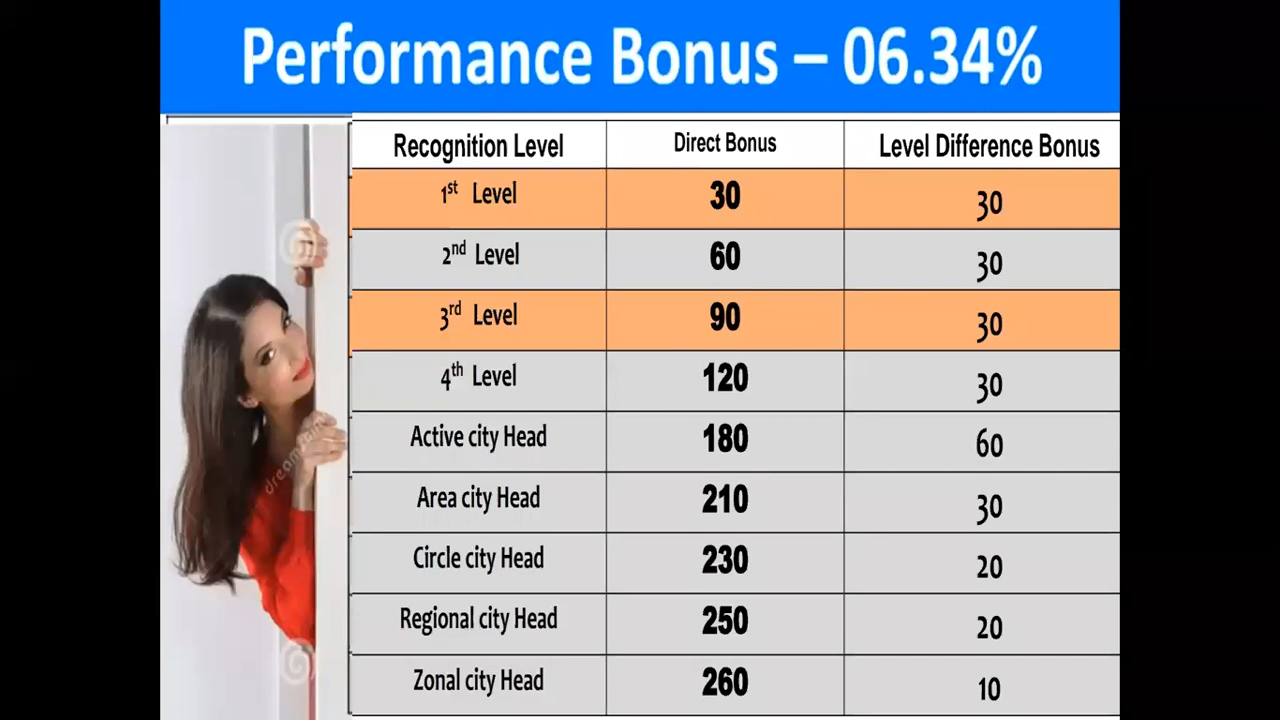 Performance Bonus – 06.34%
Recognition Level Direct Bonus Level Difference Bonus
1st Level 30 30
2nd Level 60 30
3rd Level 90 30
4th Level 120 30
Active city Head 180 60
Area city Head 210 30
Circle city Head 230 20
Regional city Head 250 20
Zonal city Head 260 10